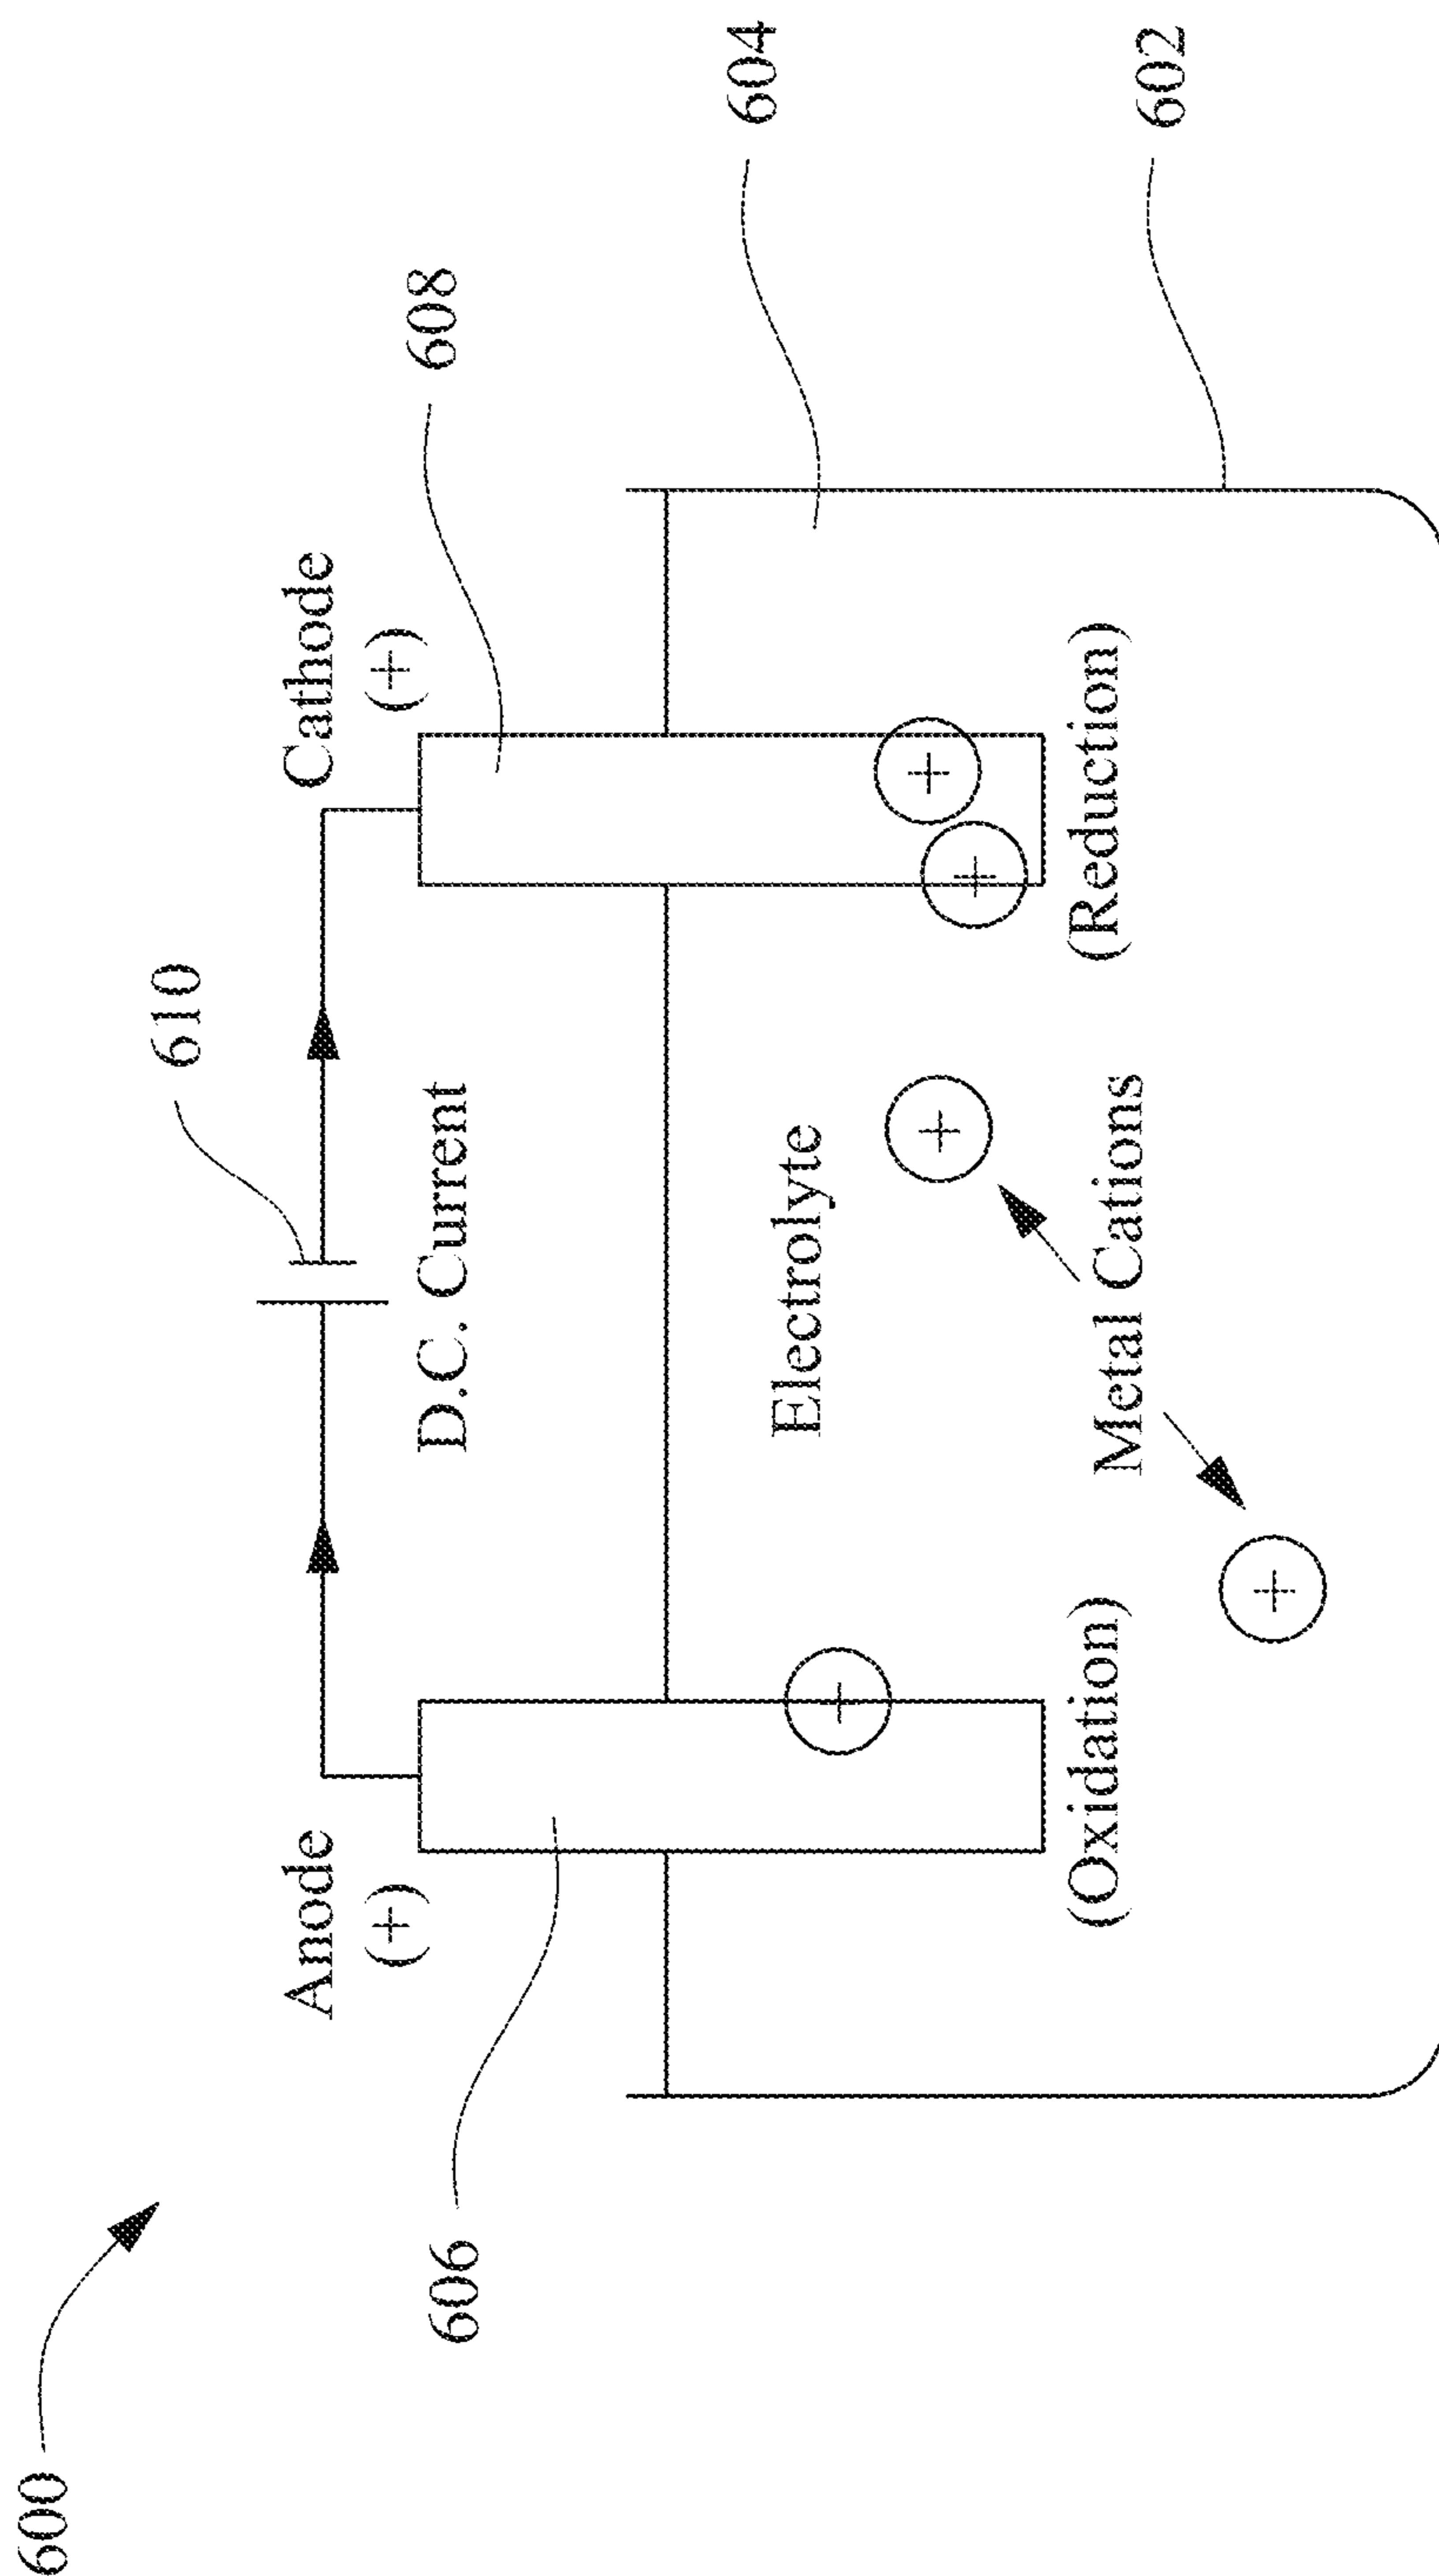 600
610
Anode
(+)
Cathode
(+)
D.C. Current
606
608
Electrolyte
604
(Oxidation)
(Reduction)
Metal Cations
602
+
+
+
+
+